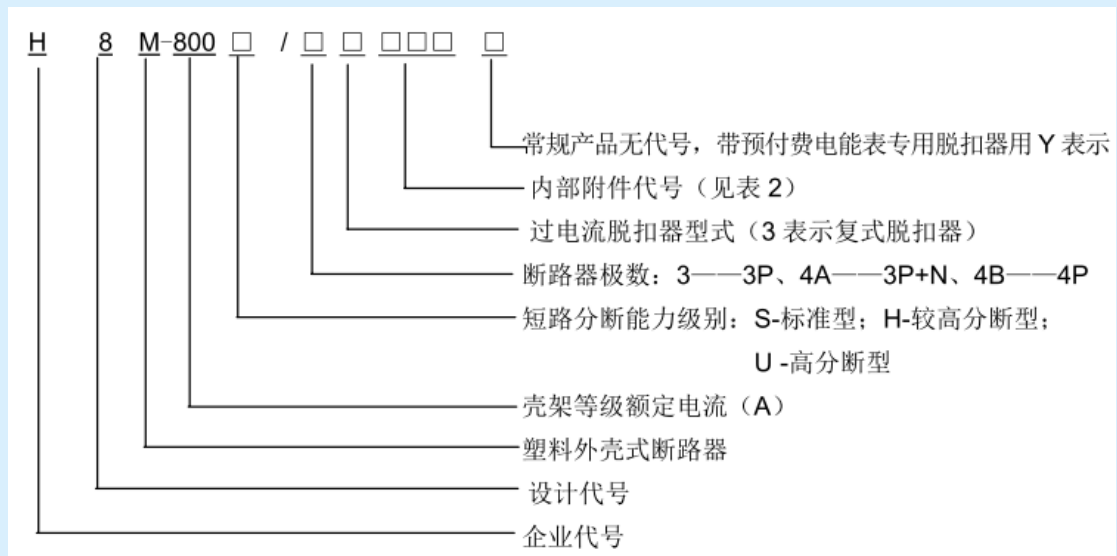 H 8 M-800 □ / □ □ □□□ □
常规产品无代号，带预付费电能表专用脱扣器用 Y 表示
内部附件代号（见表 2）
过电流脱扣器型式（3 表示复式脱扣器）
断路器极数：3——3P、4A——3P+N、4B——4P
短路分断能力级别：S-标准型；H-较高分断型；
U -高分断型
壳架等级额定电流（A）
塑料外壳式断路器
设计代号
企业代号